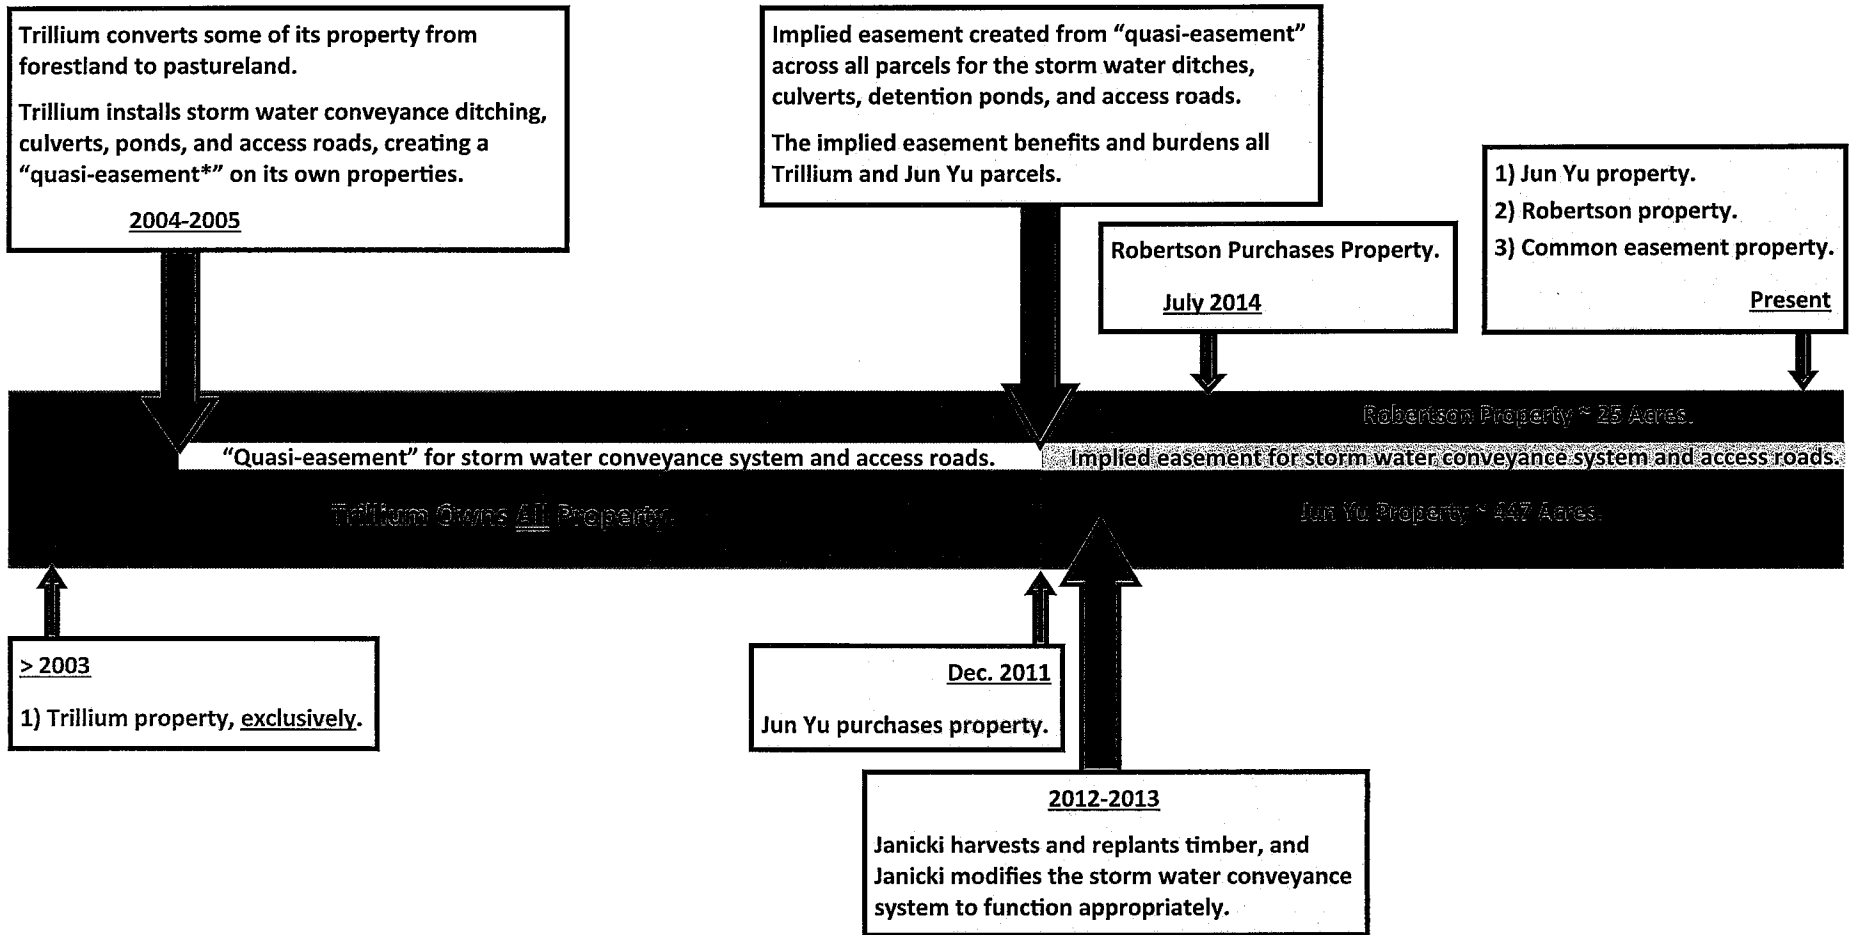 Trillium converts some of its property from
forestland to pastureland.
Trillium installs storm water conveyance ditching,
culverts, ponds, and access roads, creating a
“quasi-easement*” on its own properties.
2004-2005
Implied easement created from “quasi-easement”
across all parcels for the storm water ditches,
culverts, detention ponds, and access roads.
The implied easement benefits and burdens all
Trillium and Jun Yu parcels.
Robertson Purchases Property.
July 2014
1) Jun Yu property.
2) Robertson property.
3) Common easement property.
Present
Robertson Property ~ 25 Acres.
“Quasi-easement” for storm water conveyance system and access roads.
Implied easement for storm water conveyance system and access roads.
Trillium Owns All Property.
Jun Yu Property ~ 447 Acres.
> 2003
1) Trillium property, exclusively.
Dec. 2011
Jun Yu purchases property.
2012-2013
Janicki harvests and replants timber, and
Janicki modifies the storm water conveyance
system to function appropriately.